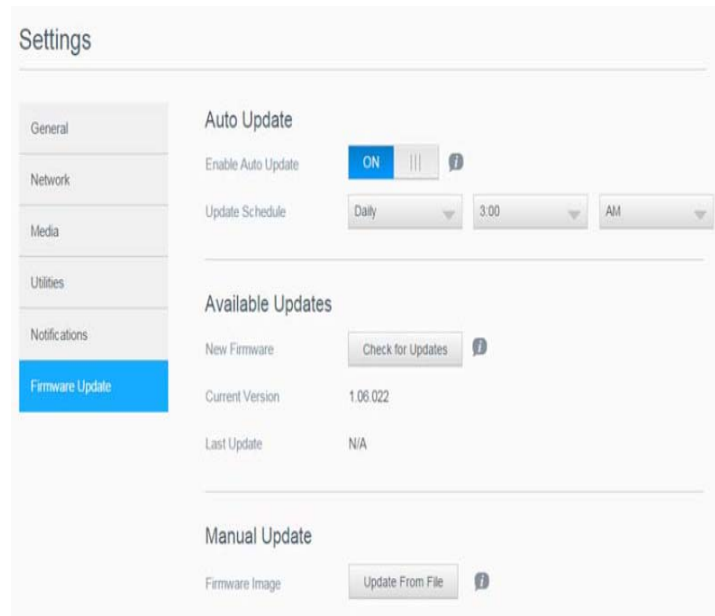 Settings
General
Network
Media
Utilities
Notifications
Firmware Update
Auto Update
Enable Auto Update ON
Update Schedule Daily 3:00 AM
Available Updates
New Firmware Check for Updates
Current Version 1.06.022
Last Update N/A
Manual Update
Firmware Image Update From File